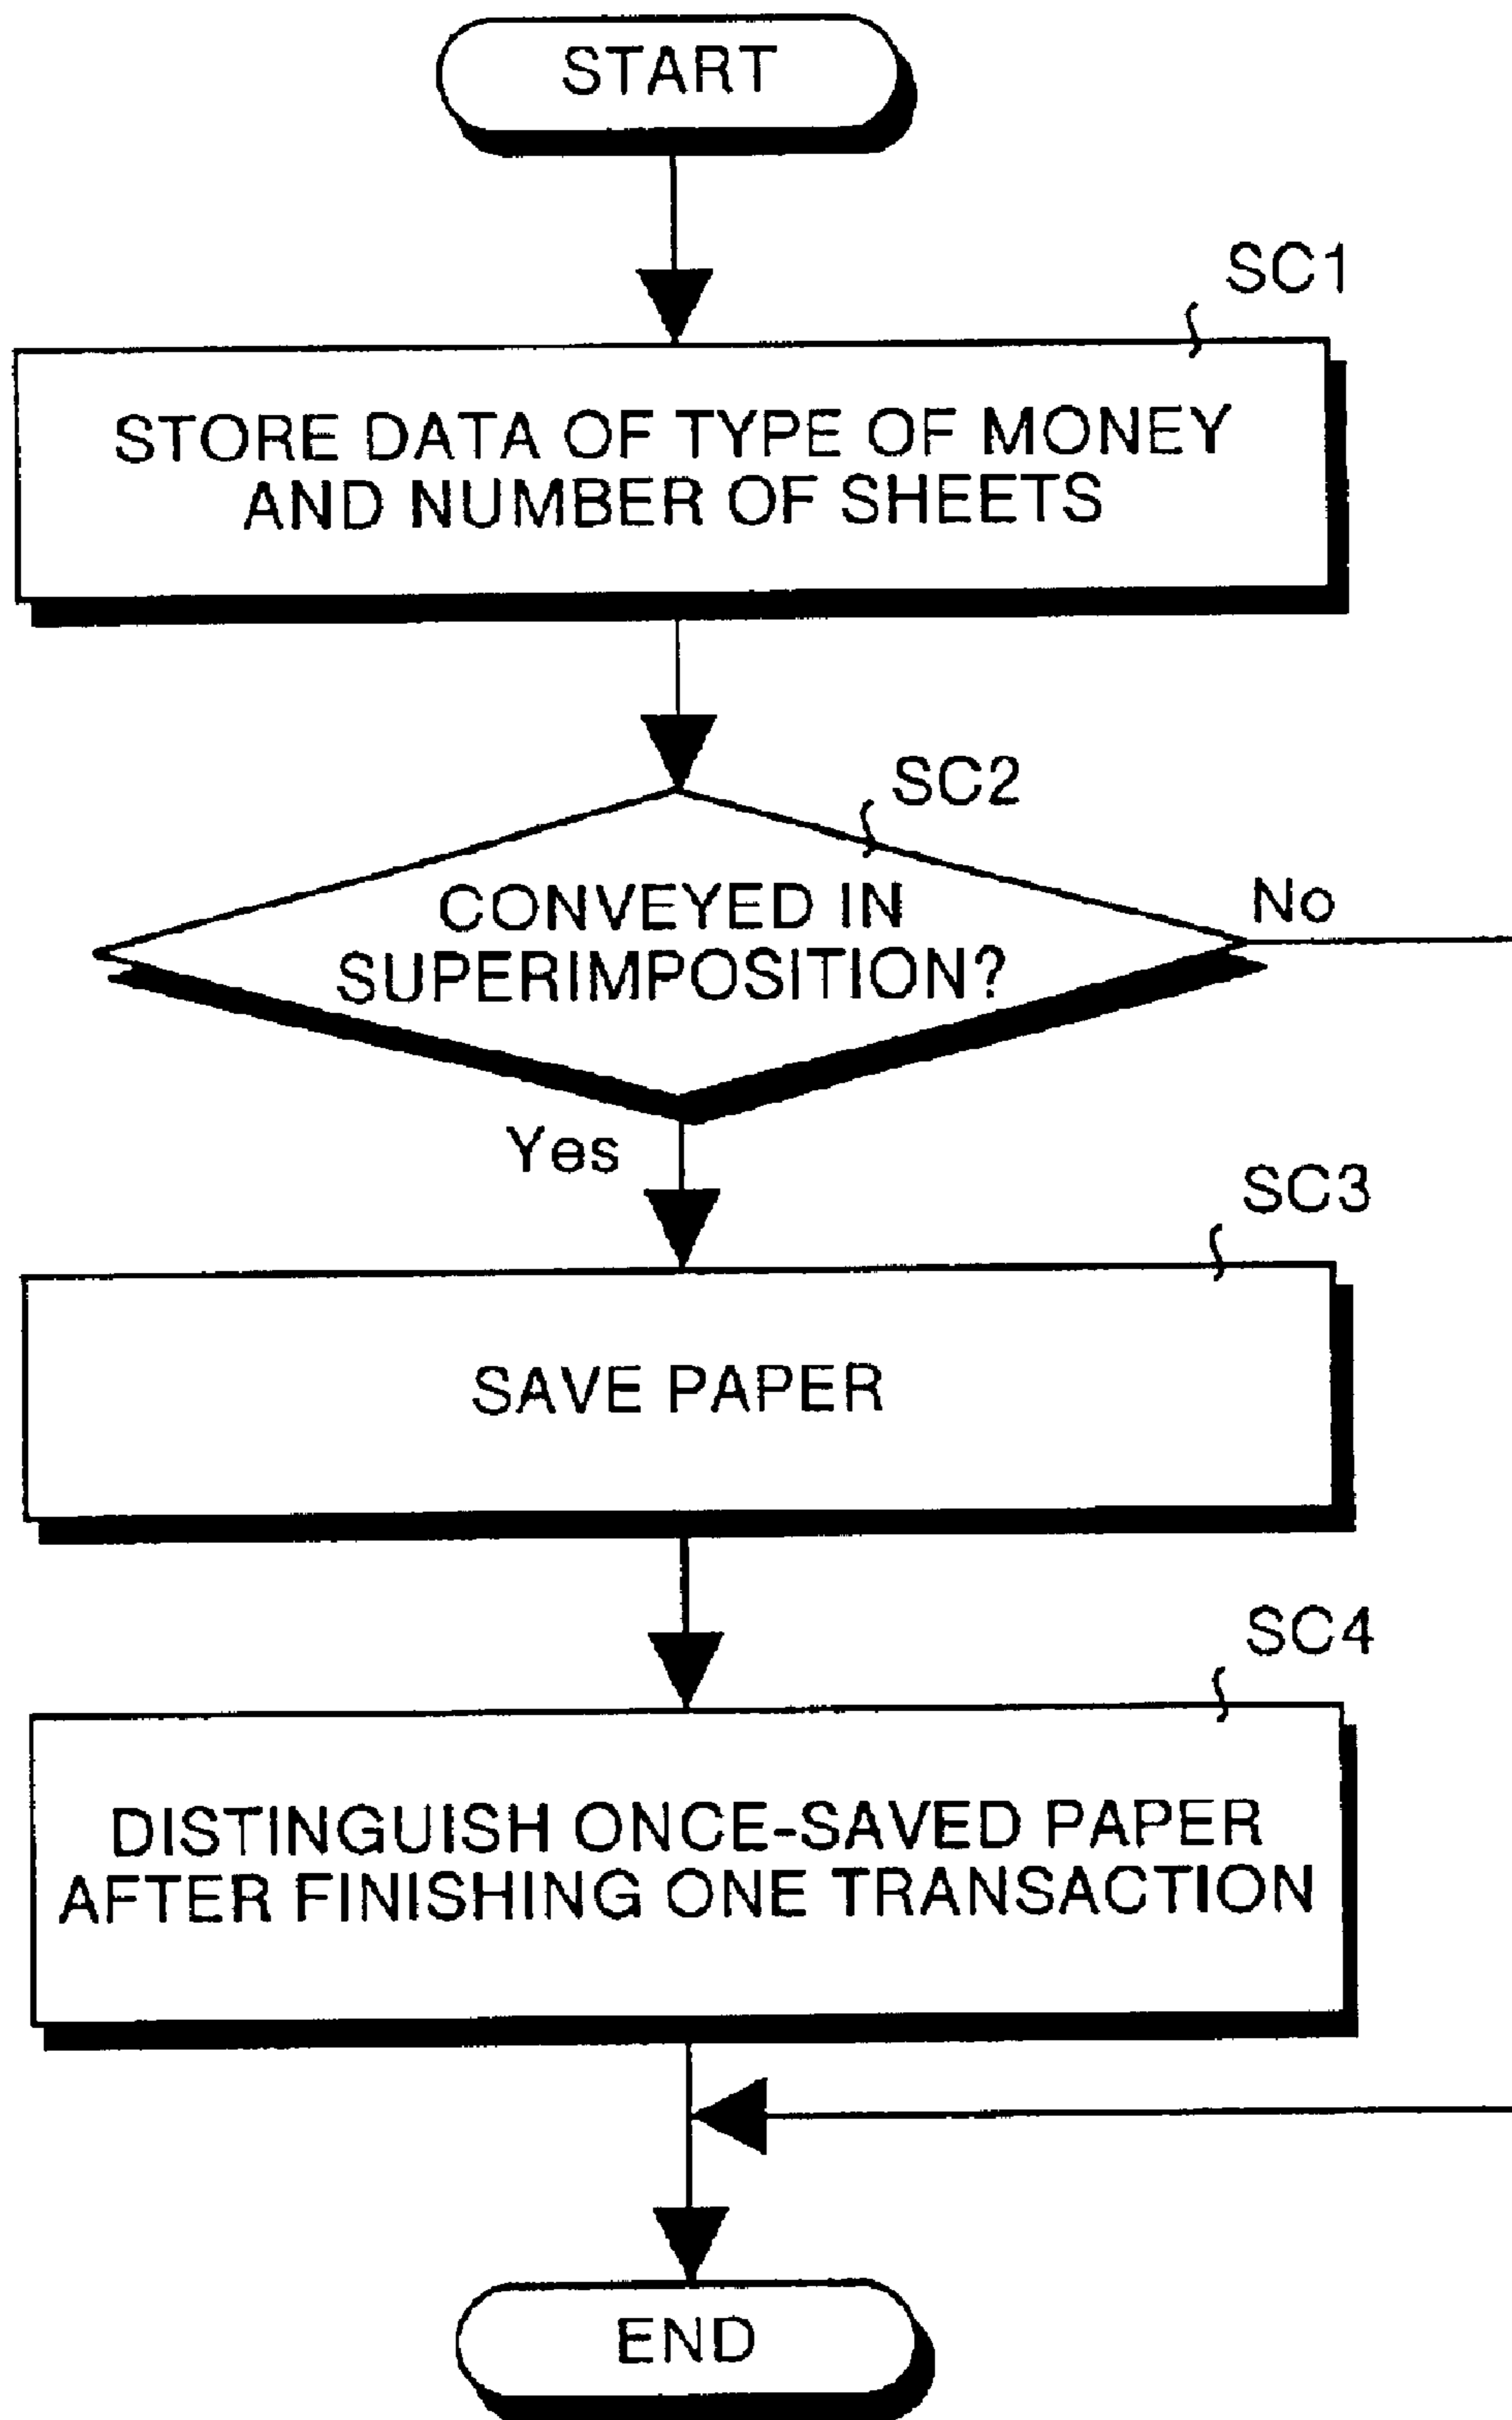 START
SC1
STORE DATA OF TYPE OF MONEY
AND NUMBER OF SHEETS
SC2
CONVEYED IN
SUPERIMPOSITION?
No
Yes
SC3
SAVE PAPER
SC4
DISTINGUISH ONCE-SAVED PAPER
AFTER FINISHING ONE TRANSACTION
END